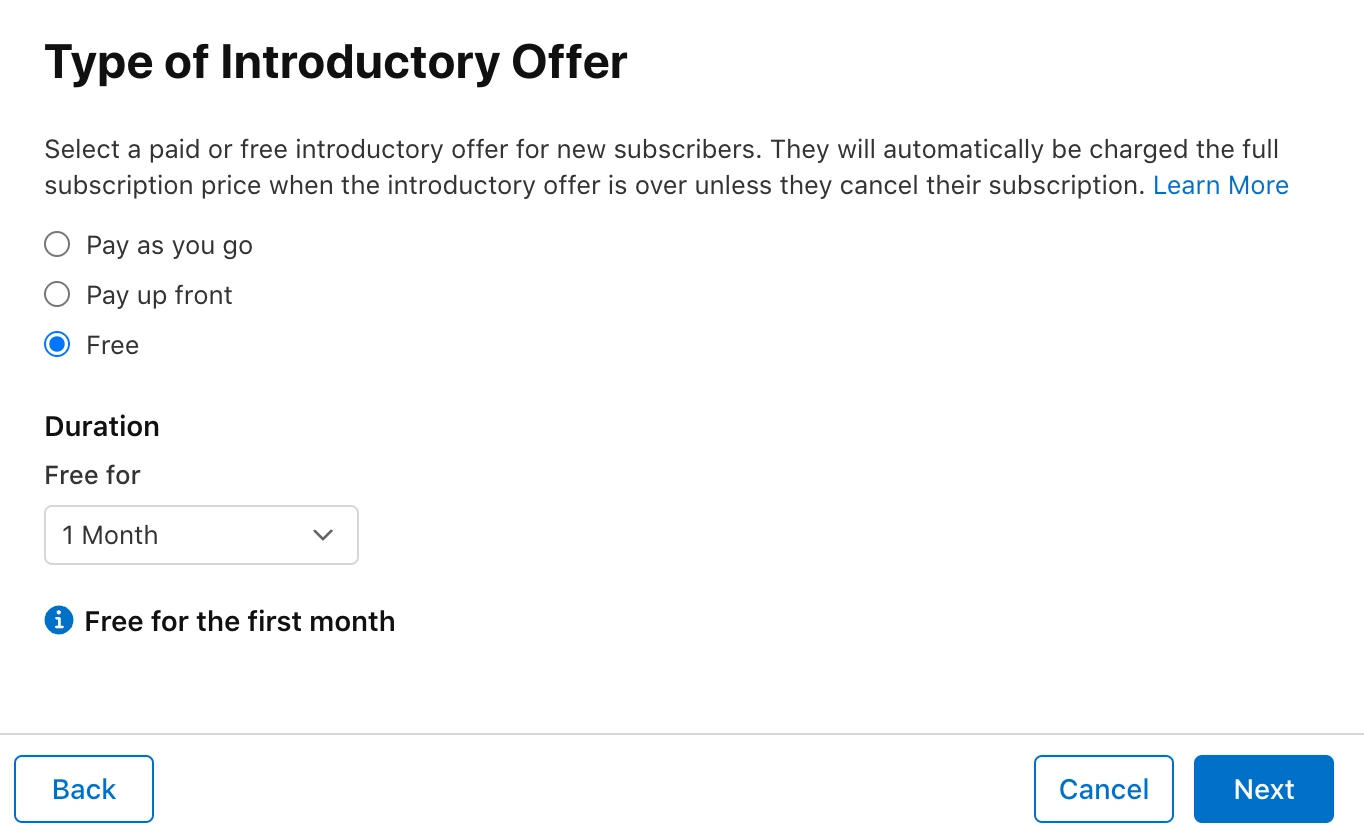 Type of Introductory Offer
Select a paid or free introductory offer for new subscribers. They will automatically be charged the full
subscription price when the introductory offer is over unless they cancel their subscription. Learn More
Pay as you go
Pay up front
Free
Duration
Free for
1 Month
Free for the first month
Back
Cancel
Next